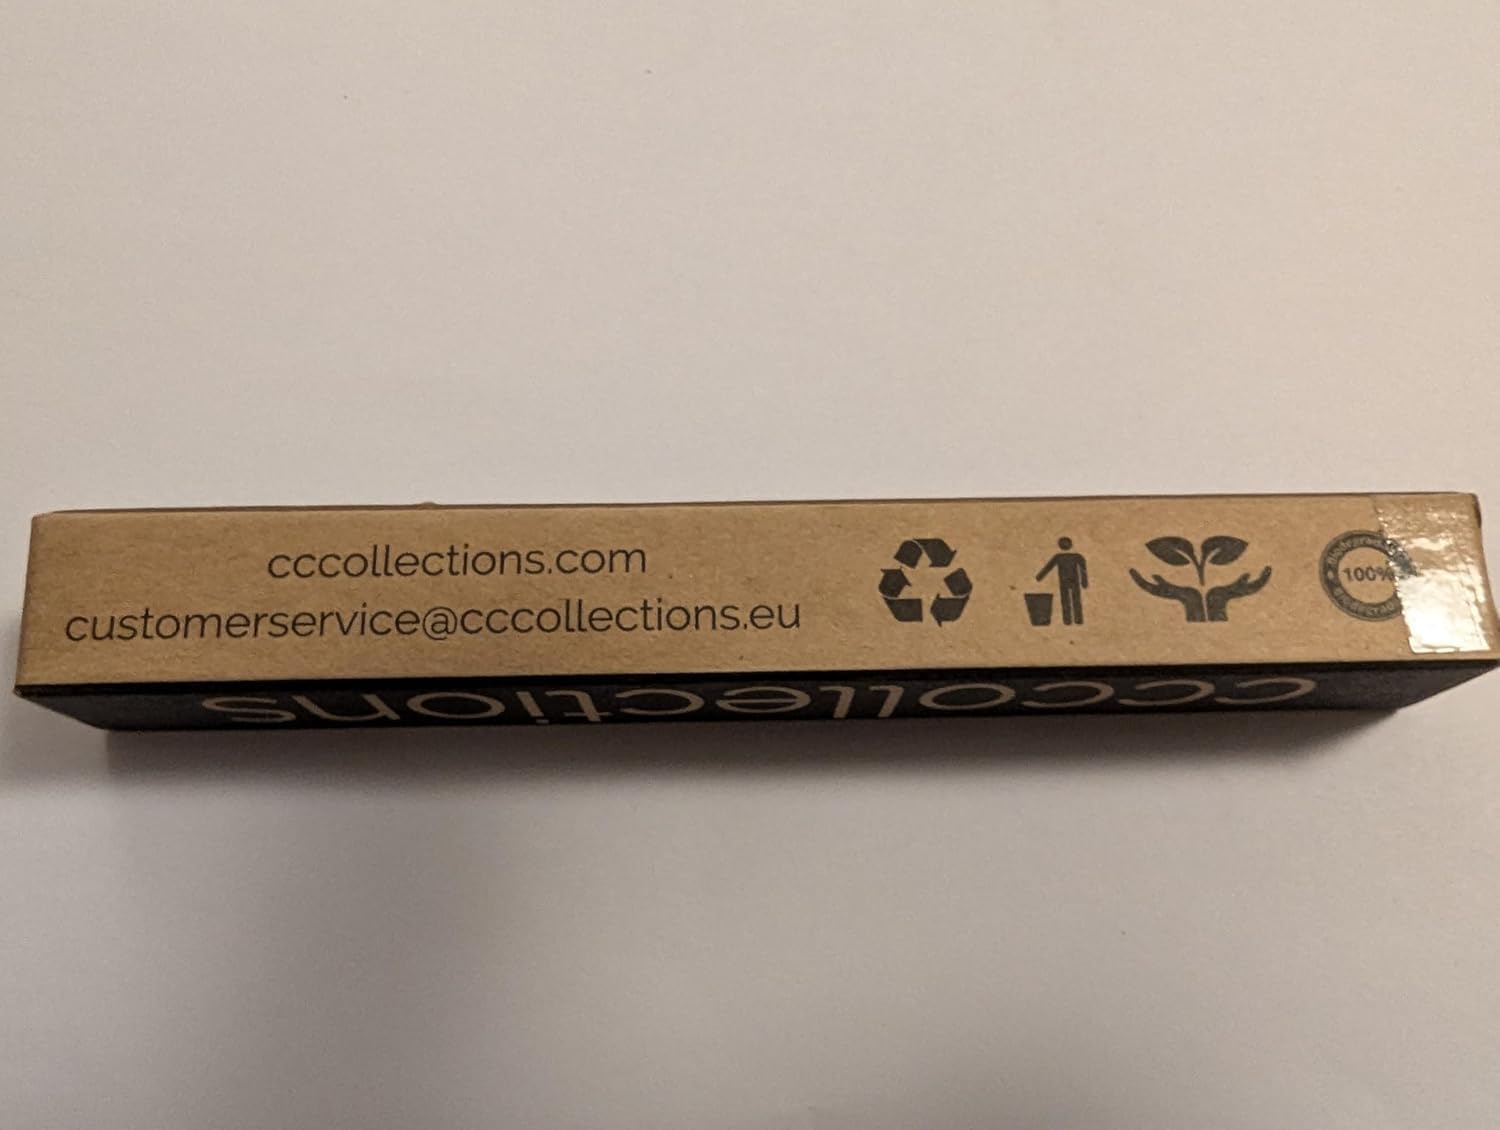 cccollections.com
customerservice@cccollections.eu
100%
cccollections